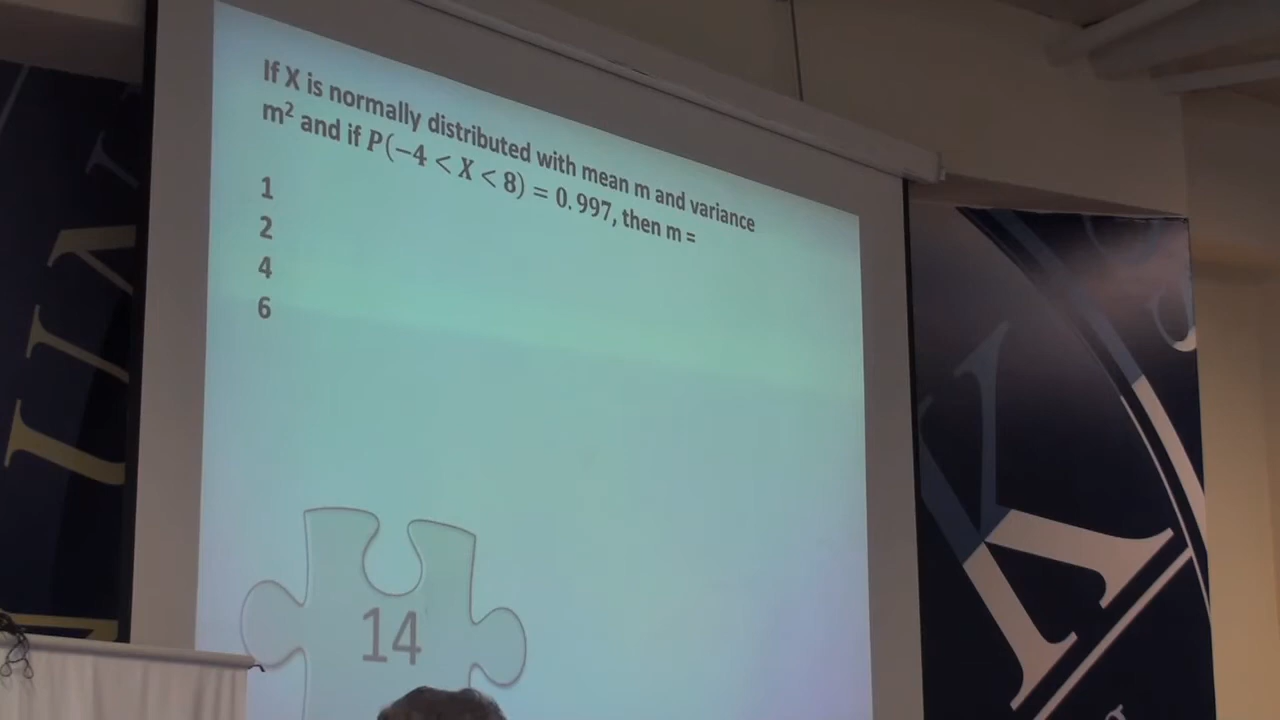 If X is normally distributed with mean m and variance
m² and if P(−4 < X < 8) = 0.997, then m =
1
2
4
6
14